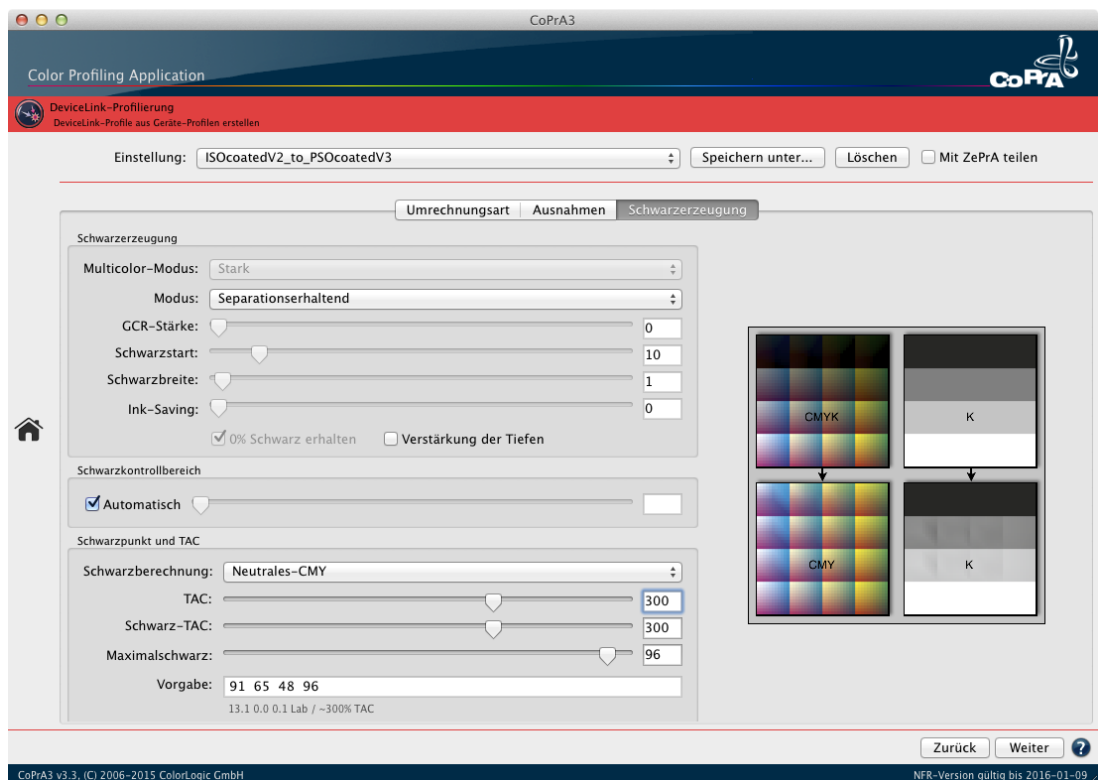 CoPrA3
Color Profiling Application
CoPrA
DeviceLink-Profilierung
DeviceLink-Profile aus Geräte-Profilen erstellen
Einstellung: ISOcoatedV2_to_PSOcoatedV3 Speichern unter... Löschen Mit ZePrA teilen
Umrechnungsart Ausnahmen Schwarzerzeugung
Schwarzerzeugung
Multicolor-Modus: Stark
Modus: Separationserhaltend
GCR-Stärke: 0
Schwarzstart: 10
Schwarzbreite: 1
Ink-Saving: 0
0% Schwarz erhalten Verstärkung der Tiefen
Schwarzkontrollbereich
Automatisch
Schwarzpunkt und TAC
Schwarzberechnung: Neutrales-CMY
TAC: 300
Schwarz-TAC: 300
Maximalschwarz: 96
Vorgabe: 91 65 48 96
13.1 0.0 0.1 Lab / ~300% TAC
CMYK K
CMY K
Zurück Weiter ?
CoPrA3 v3.3, (C) 2006-2015 ColorLogic GmbH NFR-Version gültig bis 2016-01-09